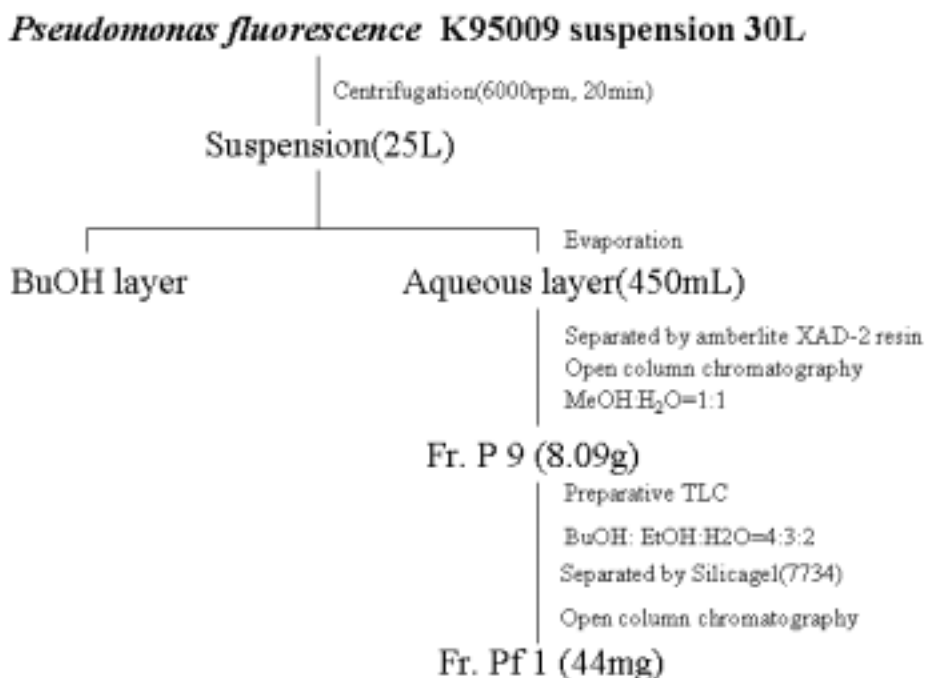 Pseudomonas fluorescence K95009 suspension 30L
Centrifugation(6000rpm, 20min)
Suspension(25L)
Evaporation
BuOH layer
Aqueous layer(450mL)
Separated by amberlite XAD-2 resin
Open column chromatography
MeOH:H₂O=1:1
Fr. P 9 (8.09g)
Preparative TLC
BuOH: EtOH:H2O=4:3:2
Separated by Silicagel(7734)
Open column chromatography
Fr. Pf 1 (44mg)